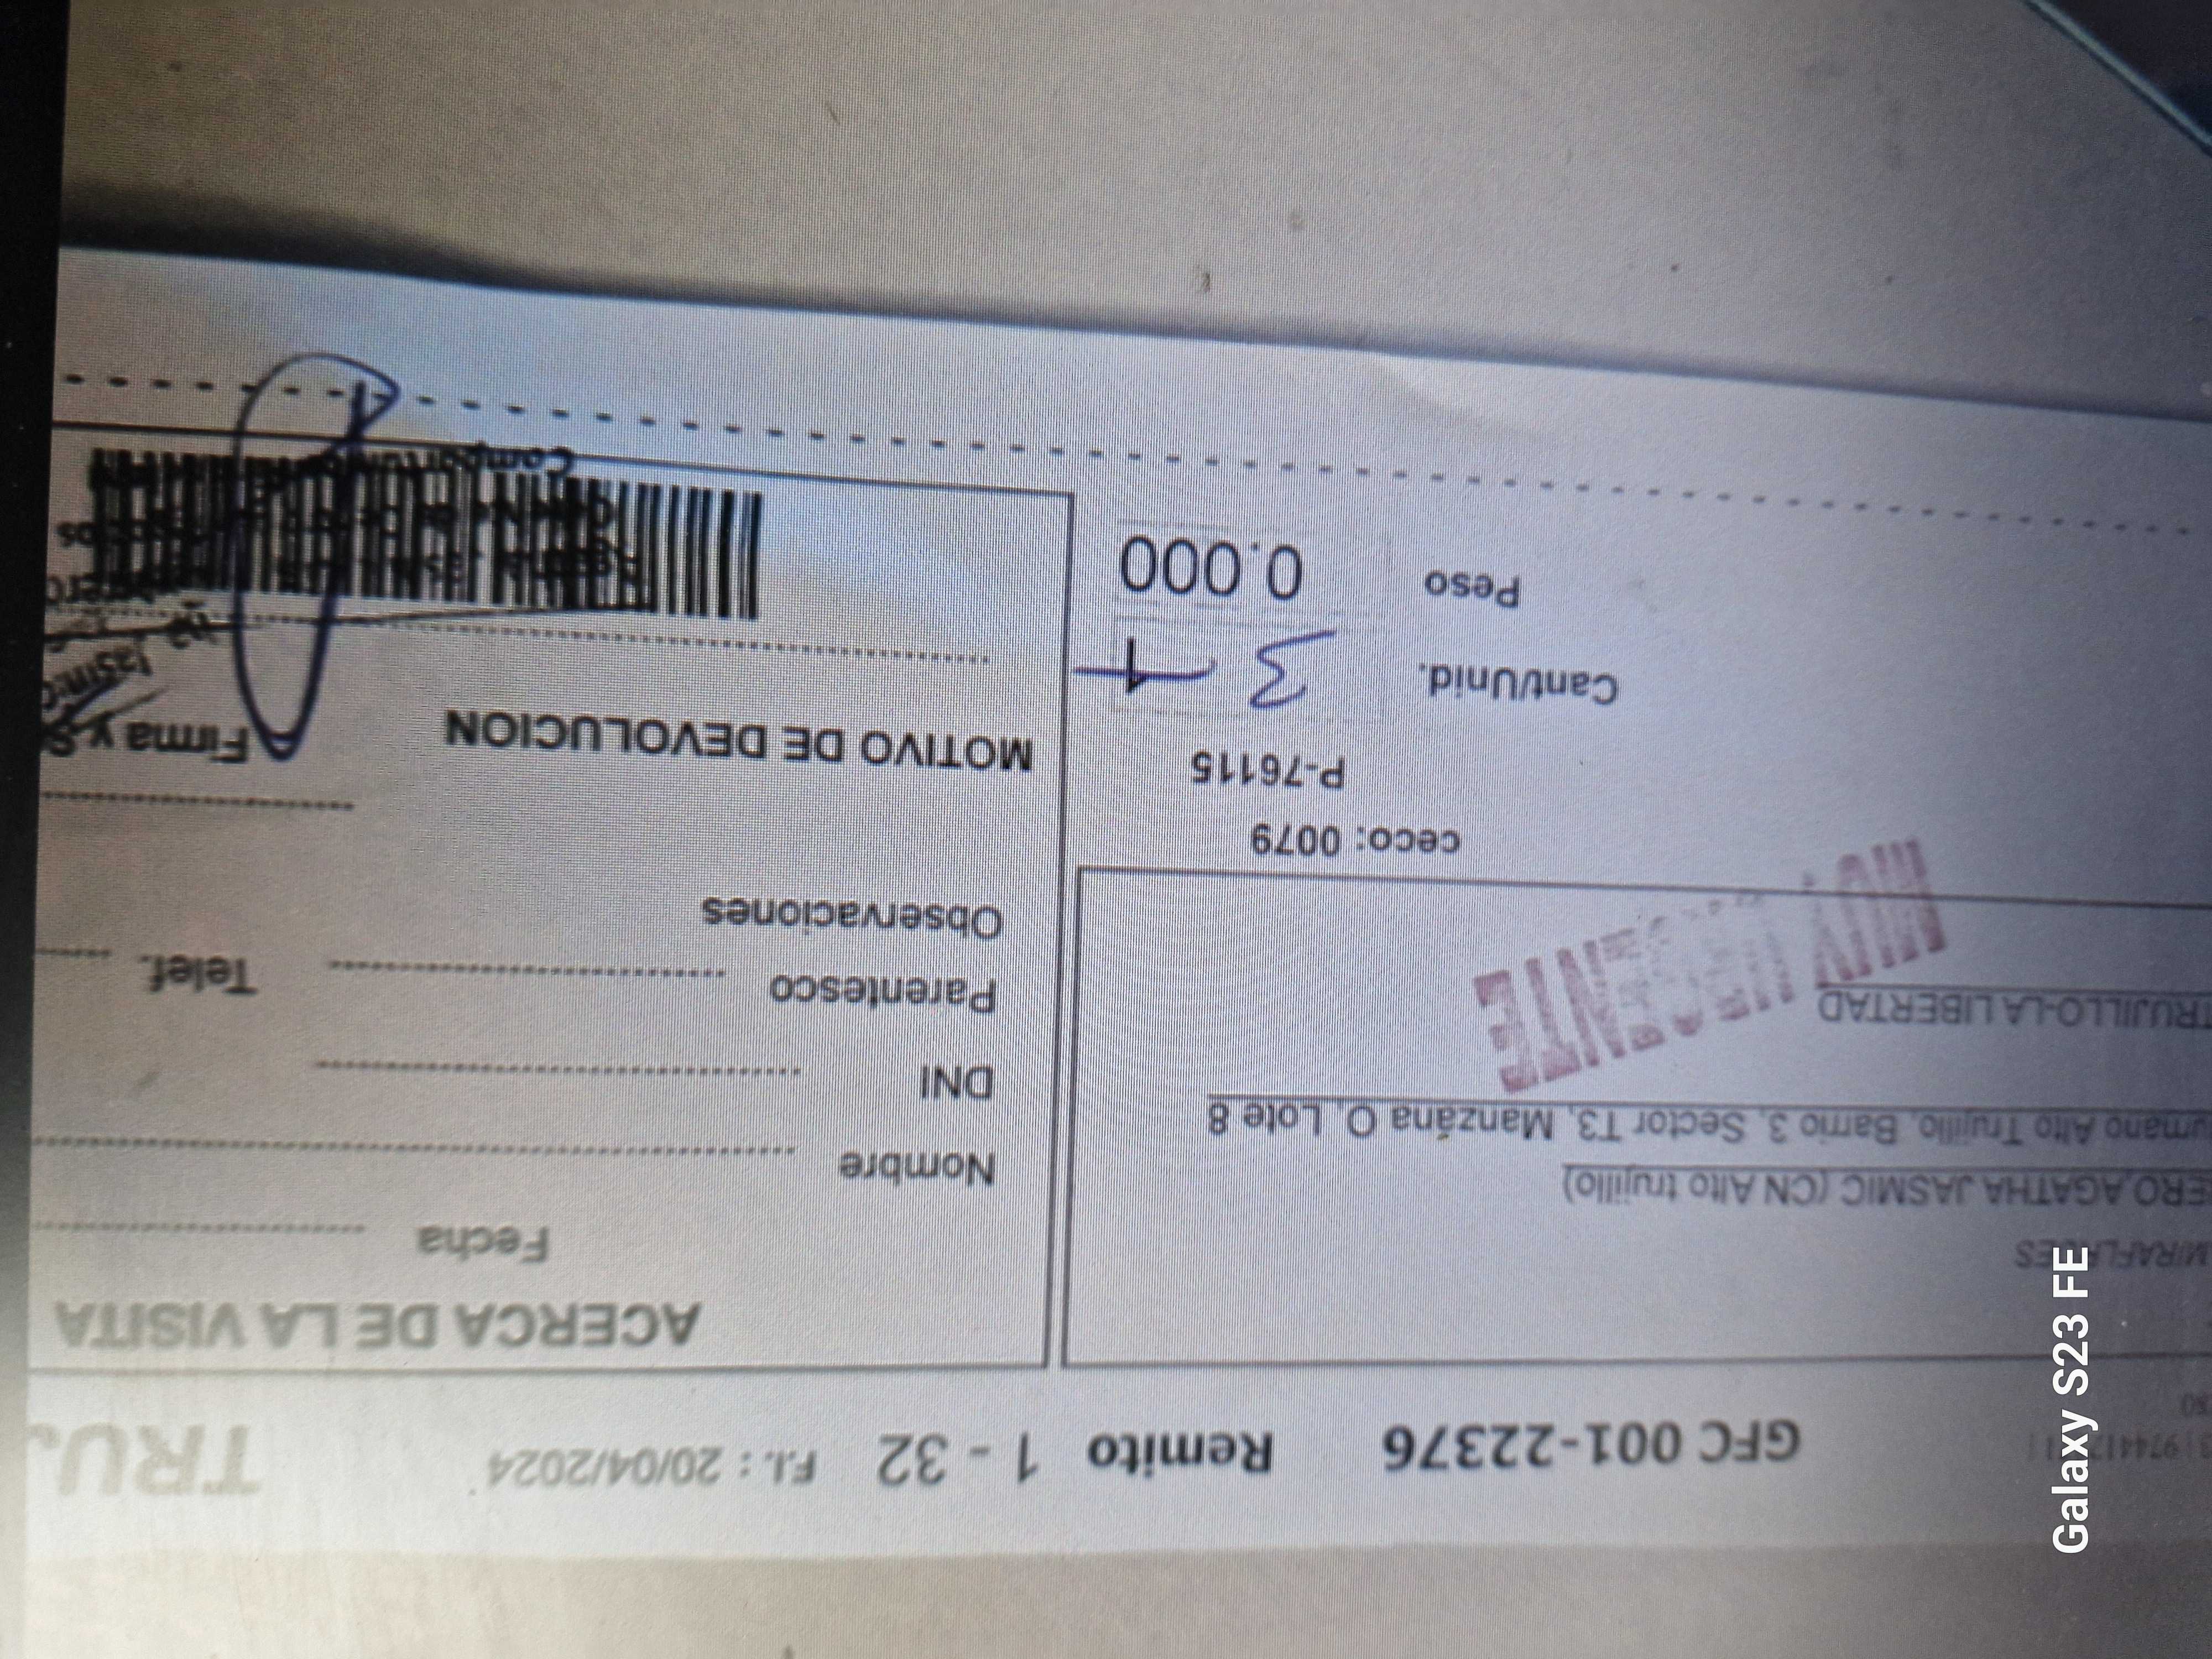 GFC 001-22376 Remito 1 - 32 F.I. : 20/04/2024 TRU
MIRAFLORES
ERO AGATHA JASMIC (CN Alto trujillo)
umano Alto Trujillo, Barrio 3, Sector T3, Manzana O, Lote 8
TRUJILLO-LA LIBERTAD
MUY URGENTE
ceco: 0079
P-76115
Cant/Unid. 3 1
Peso 0.000
ACERCA DE LA VISITA
Fecha
Nombre
DNI
Parentesco Telef.
Observaciones
MOTIVO DE DEVOLUCION Firma y S
Galaxy S23 FE